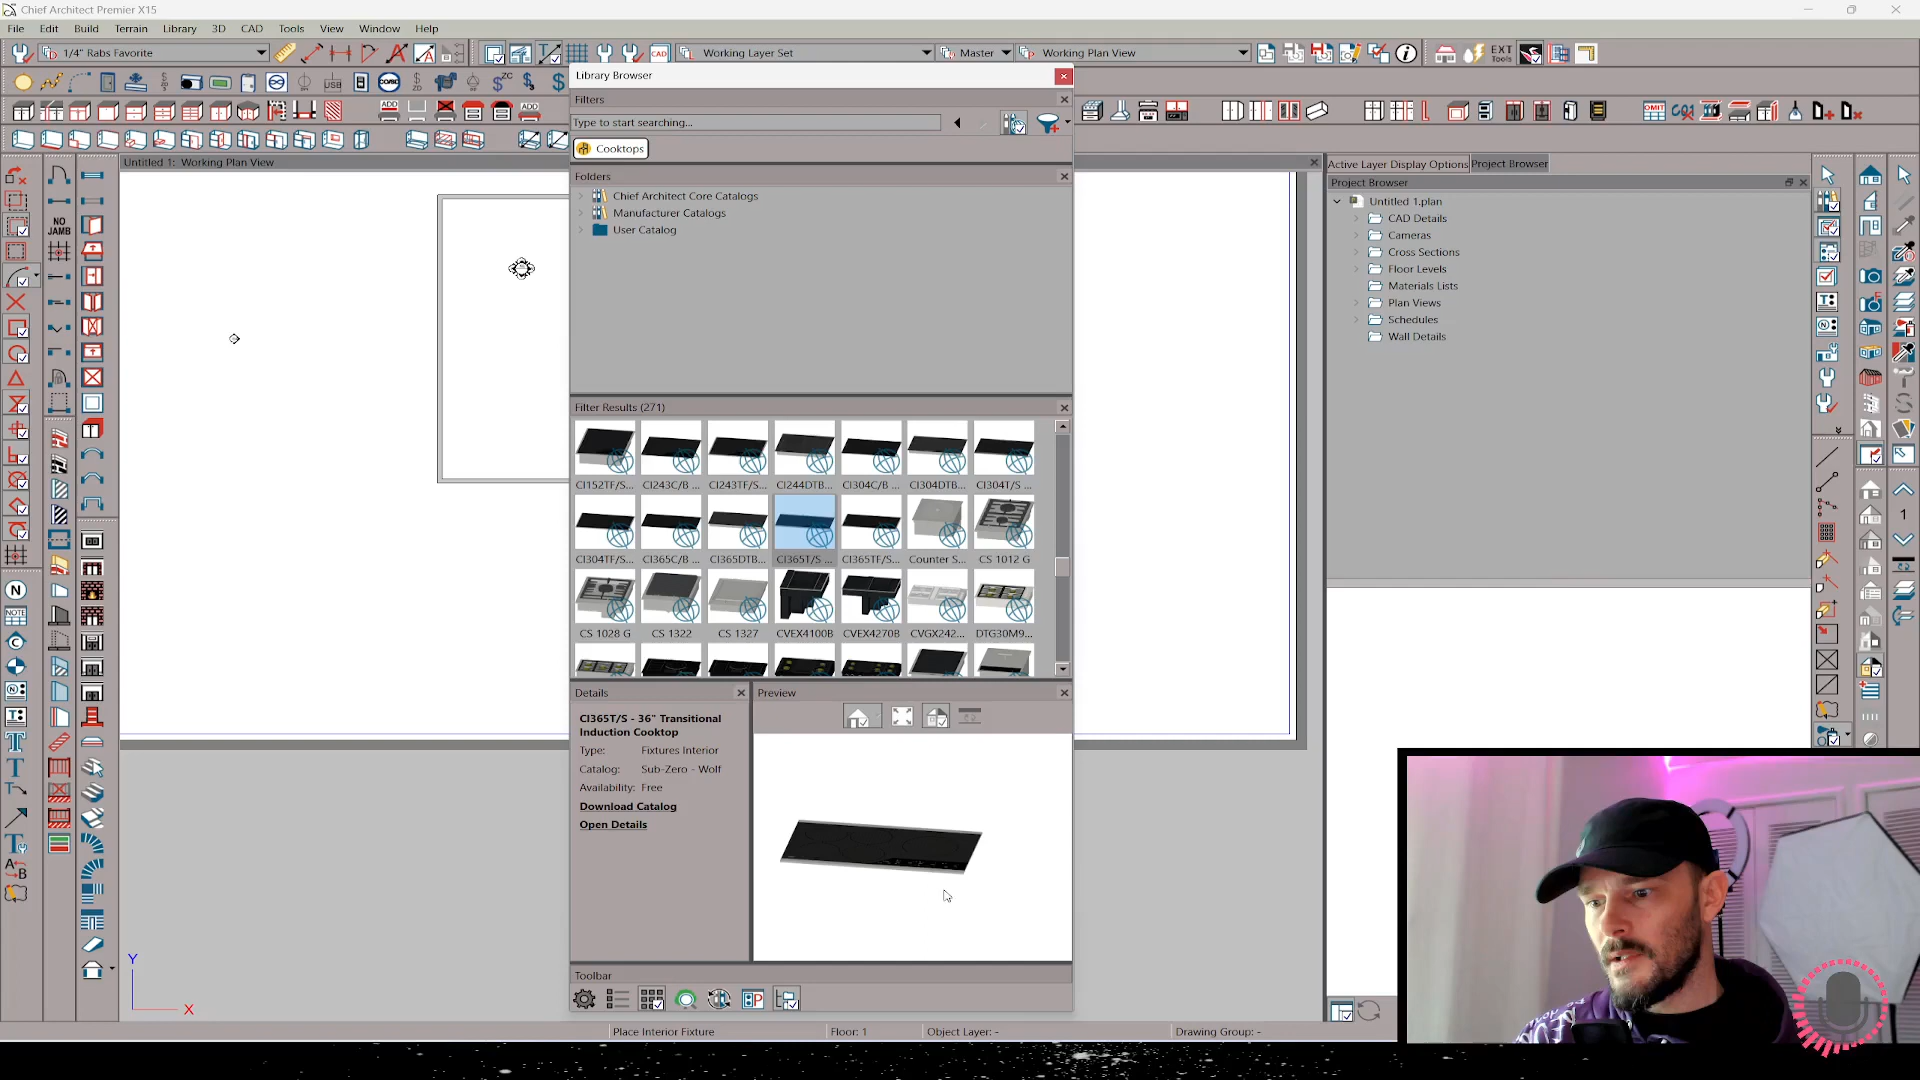 Chief Architect Premier X15
File Edit Build Terrain Library 3D CAD Tools Layout View Window Help
1/4" Rabs Favorite
CAD
Working Layer Set
Master
Working Plan View
EXT
Tools
Library Browser
Filters
Type to start searching...
Cooktops
Folders
Chief Architect Core Catalogs
Manufacturer Catalogs
User Catalog
Untitled 1: Working Plan View
Active Layer Display Options
Project Browser
Project Browser
Untitled 1.plan
CAD Details
Cameras
Cross Sections
Floor Levels
Materials Lists
Plan Views
Schedules
Wall Details
NO
JAMB
Filter Results (271)
CI152TF/S... CI243C/B ... CI243TF/S... CI244DTB... CI304C/B ... CI304DTB... CI304T/S ...
CI304TF/S... CI365C/B ... CI365DTB... CI365T/S ... CI365TF/S... Counter S... CS 1012 G
CS 1028 G CS 1322 CS 1327 CVEX4100B CVEX4270B CVGX242... DTG30M9...
Details
CI365T/S - 36" Transitional
Induction Cooktop
Type: Fixtures Interior
Catalog: Sub-Zero - Wolf
Availability: Free
Download Catalog
Open Details
Preview
Toolbar
Y
X
Place Interior Fixture
Floor: 1
Object Layer: -
Drawing Group: -